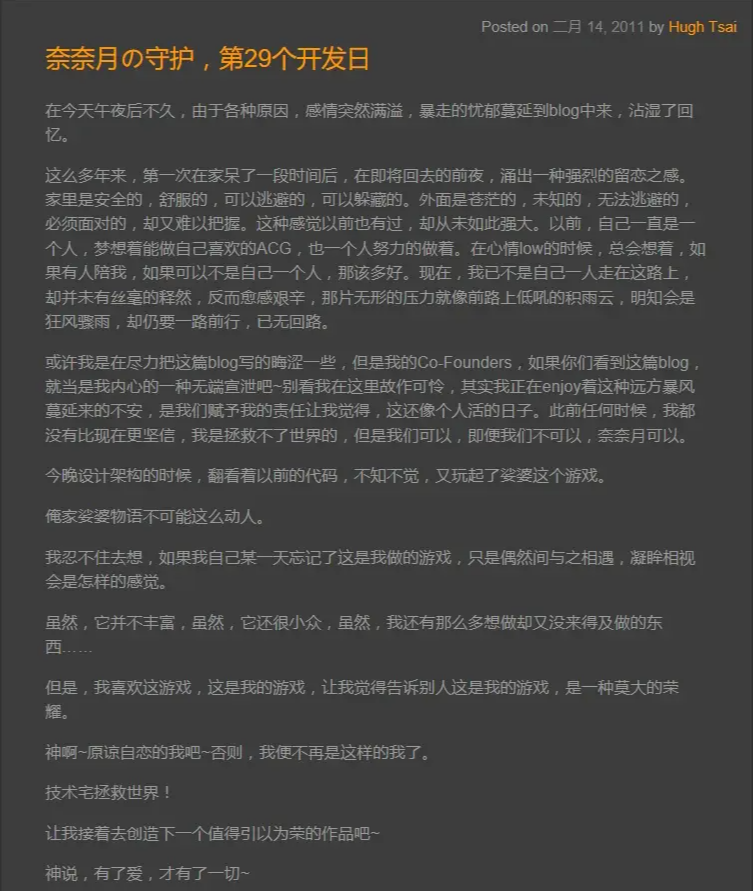 Posted on 二月 14, 2011 by Hugh Tsai
奈奈月の守护，第29个开发日
在今天午夜后不久，由于各种原因，感情突然满溢，暴走的忧郁蔓延到blog中来，沾湿了回
忆。
这么多年来，第一次在家呆了一段时间后，在即将回去的前夜，涌出一种强烈的留恋之感。
家里是安全的，舒服的，可以逃避的，可以躲藏的。外面是苍茫的，未知的，无法逃避的，
必须面对的，却又难以把握。这种感觉以前也有过，却从未如此强大。以前，自己一直是一
个人，梦想着能做自己喜欢的ACG，也一个人努力的做着。在心情low的时候，总会想着，如
果有人陪我，如果可以不是自己一个人，那该多好。现在，我已不是自己一人走在这路上，
却并未有丝毫的释然，反而愈感艰辛，那片无形的压力就像前路上低吼的积雨云，明知会是
狂风骤雨，却仍要一路前行，已无回路。
或许我是在尽力把这篇blog写的晦涩一些，但是我的Co-Founders，如果你们看到这篇blog，
就当是我内心的一种无端宣泄吧~别看我在这里故作可怜，其实我正在enjoy着这种远方暴风
蔓延来的不安，是我们赋予我的责任让我觉得，这还像个人活的日子。此前任何时候，我都
没有比现在更坚信，我是拯救不了世界的，但是我们可以，即便我们不可以，奈奈月可以。
今晚设计架构的时候，翻看着以前的代码，不知不觉，又玩起了娑婆这个游戏。
俺家娑婆物语不可能这么动人。
我忍不住去想，如果我自己某一天忘记了这是我做的游戏，只是偶然间与之相遇，凝眸相视
会是怎样的感觉。
虽然，它并不丰富，虽然，它还很小众，虽然，我还有那么多想做却又没来得及做的东
西……
但是，我喜欢这游戏，这是我的游戏，让我觉得告诉别人这是我的游戏，是一种莫大的荣
耀。
神啊~原谅自恋的我吧~否则，我便不再是这样的我了。
技术宅拯救世界！
让我接着去创造下一个值得引以为荣的作品吧~
神说，有了爱，才有了一切~